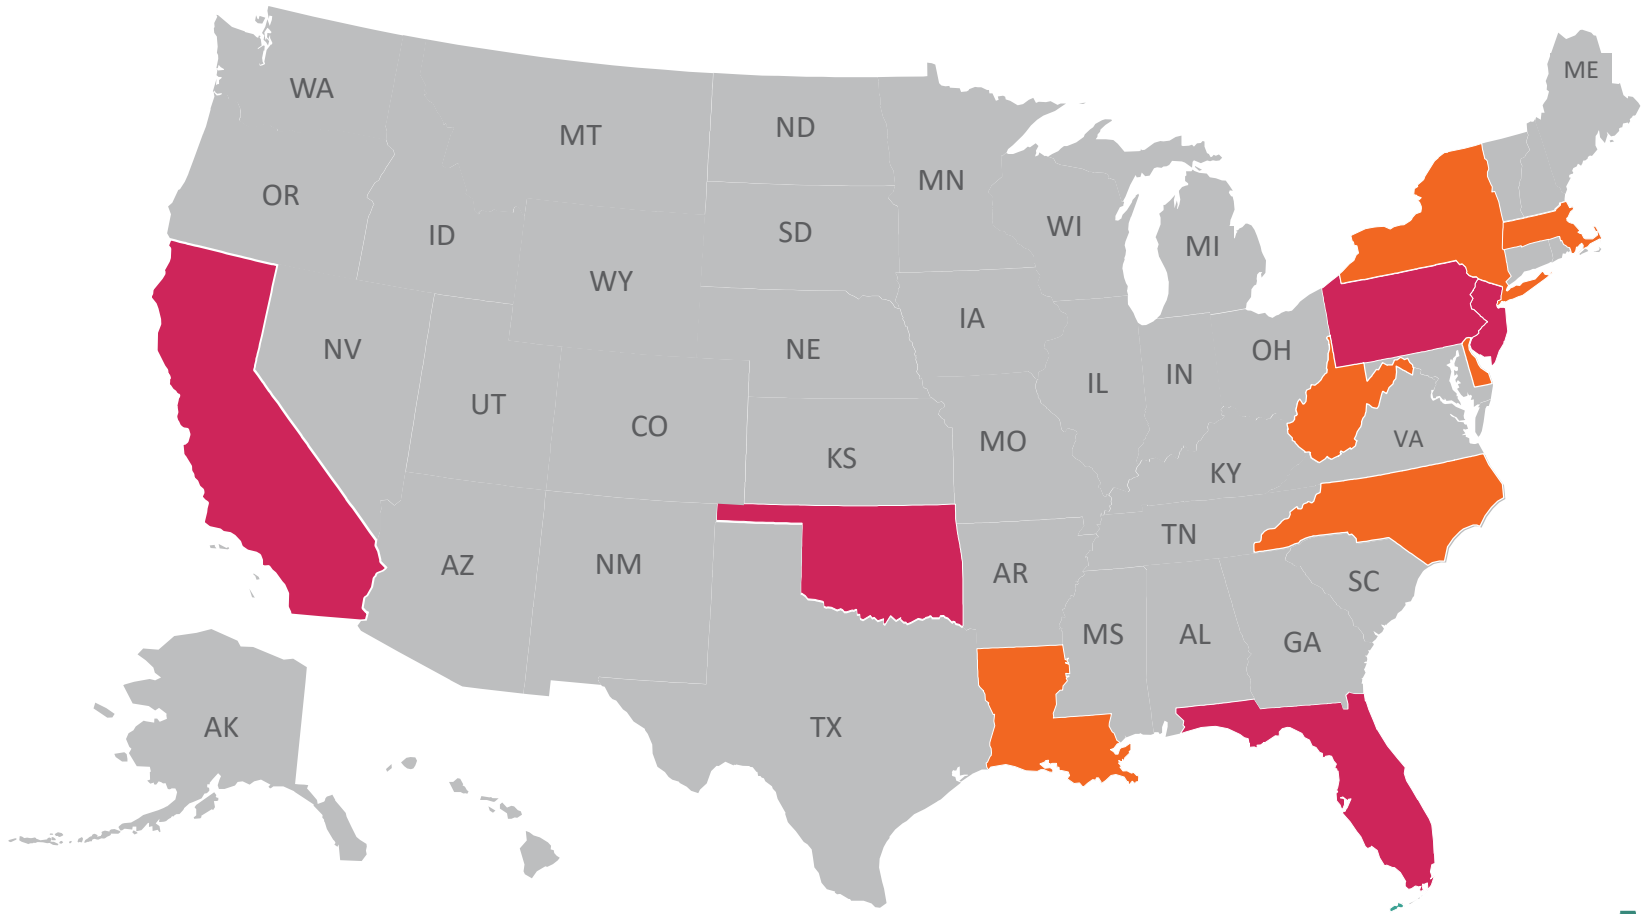 ME
WA
ND
MT
MN
OR
WI
SD
ID
MI
WY
IA
NV
NE
OH
IN
IL
UT
CO
VA
MO
KS
KY
TN
AZ
NM
AR
SC
MS
AL
GA
AK
TX